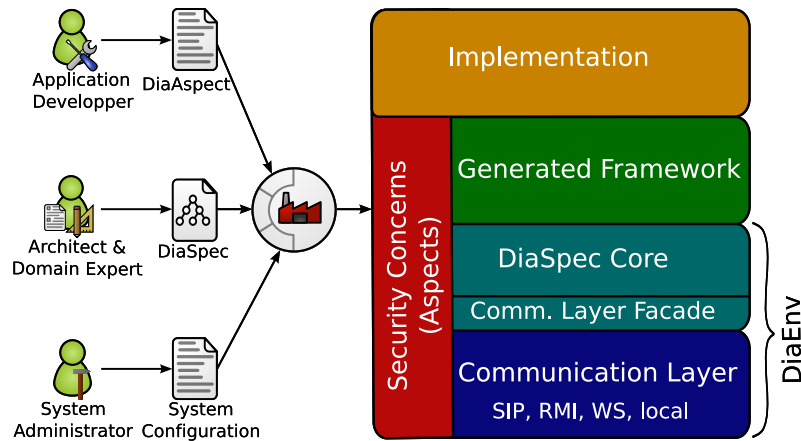 Application
Developper
DiaAspect
Architect &
Domain Expert
DiaSpec
System
Administrator
System
Configuration
Implementation
Security Concerns
(Aspects)
Generated Framework
DiaSpec Core
Comm. Layer Facade
Communication Layer
SIP, RMI, WS, local
DiaEnv